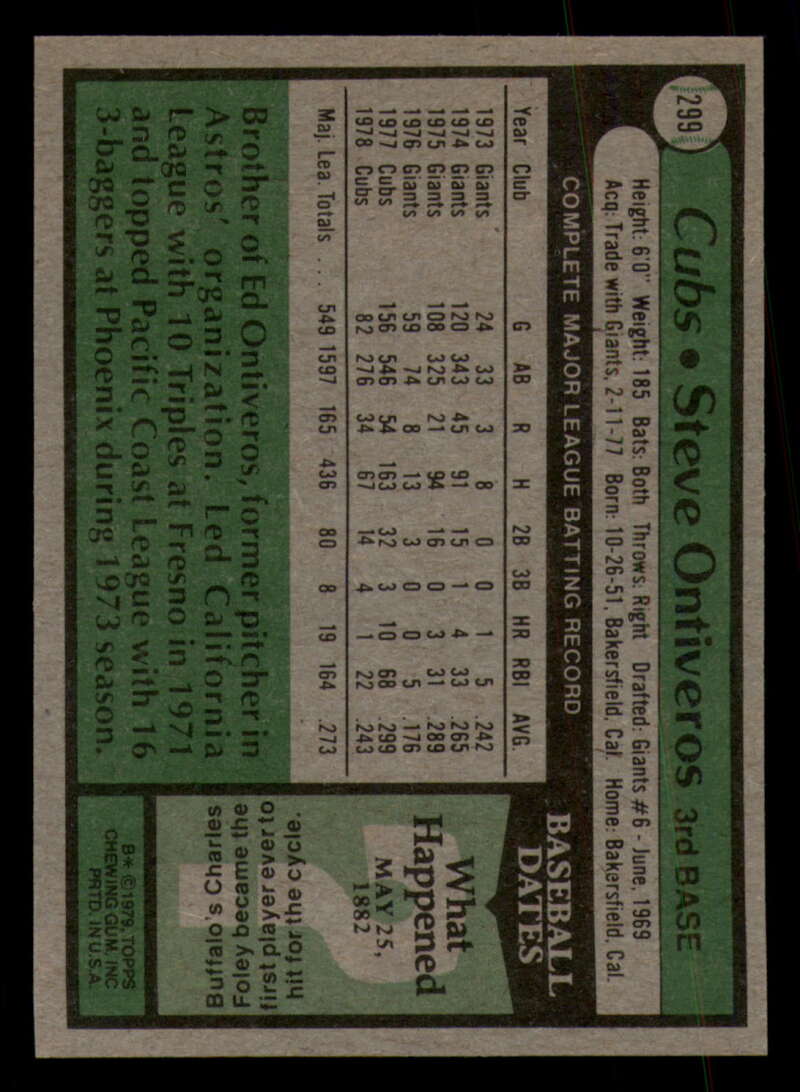 299
Cubs • Steve Ontiveros 3rd BASE
Height: 6'0" Weight: 185 Bats: Both Throws: Right Drafted: Giants #6 - June, 1969
Acq: Trade with Giants, 2-11-77 Born: 10-26-51, Bakersfield, Cal. Home: Bakersfield, Cal.
COMPLETE MAJOR LEAGUE BATTING RECORD
Year Club G AB R H 2B 3B HR RBI AVG.
1973 Giants 24 33 3 8 0 0 1 5 .242
1974 Giants 120 343 45 91 15 1 4 33 .265
1975 Giants 108 325 21 94 16 0 3 31 .289
1976 Giants 59 74 8 13 3 0 0 5 .176
1977 Cubs 156 546 54 163 32 3 10 68 .299
1978 Cubs 82 276 34 67 14 4 1 22 .243
Maj. Lea. Totals ... 549 1597 165 436 80 8 19 164 .273
Brother of Ed Ontiveros, former pitcher in
Astros' organization. Led California
League with 10 Triples at Fresno in 1971
and topped Pacific Coast League with 16
3-baggers at Phoenix during 1973 season.
BASEBALL
DATES
What
Happened
MAY 25,
1882
Buffalo's Charles
Foley became the
first player ever to
hit for the cycle.
B* © 1979, TOPPS
CHEWING GUM, INC
PRTD. IN U.S.A.